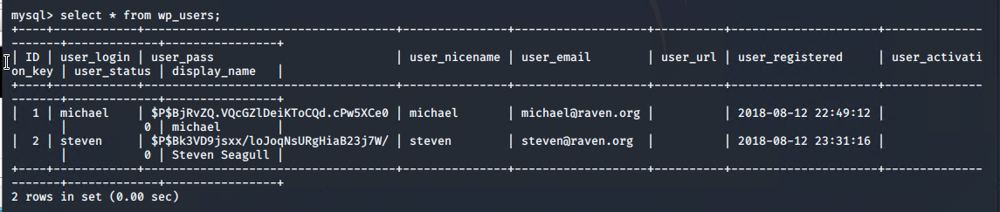 mysql> select * from wp_users;
+----+------------+------------------------------------+---------------+-------------------+----------+---------------------+---------------
------+-------------+----------------+
| ID | user_login | user_pass                          | user_nicename | user_email        | user_url | user_registered     | user_activati
on_key | user_status | display_name   |
+----+------------+------------------------------------+---------------+-------------------+----------+---------------------+---------------
------+-------------+----------------+
|  1 | michael    | $P$BjRvZQ.VQcGZlDeiKToCQd.cPw5XCe0 | michael       | michael@raven.org |          | 2018-08-12 22:49:12 |
       |           0 | michael        |
|  2 | steven     | $P$Bk3VD9jsxx/loJoqNsURgHiaB23j7W/ | steven        | steven@raven.org  |          | 2018-08-12 23:31:16 |
       |           0 | Steven Seagull |
+----+------------+------------------------------------+---------------+-------------------+----------+---------------------+---------------
------+-------------+----------------+
2 rows in set (0.00 sec)